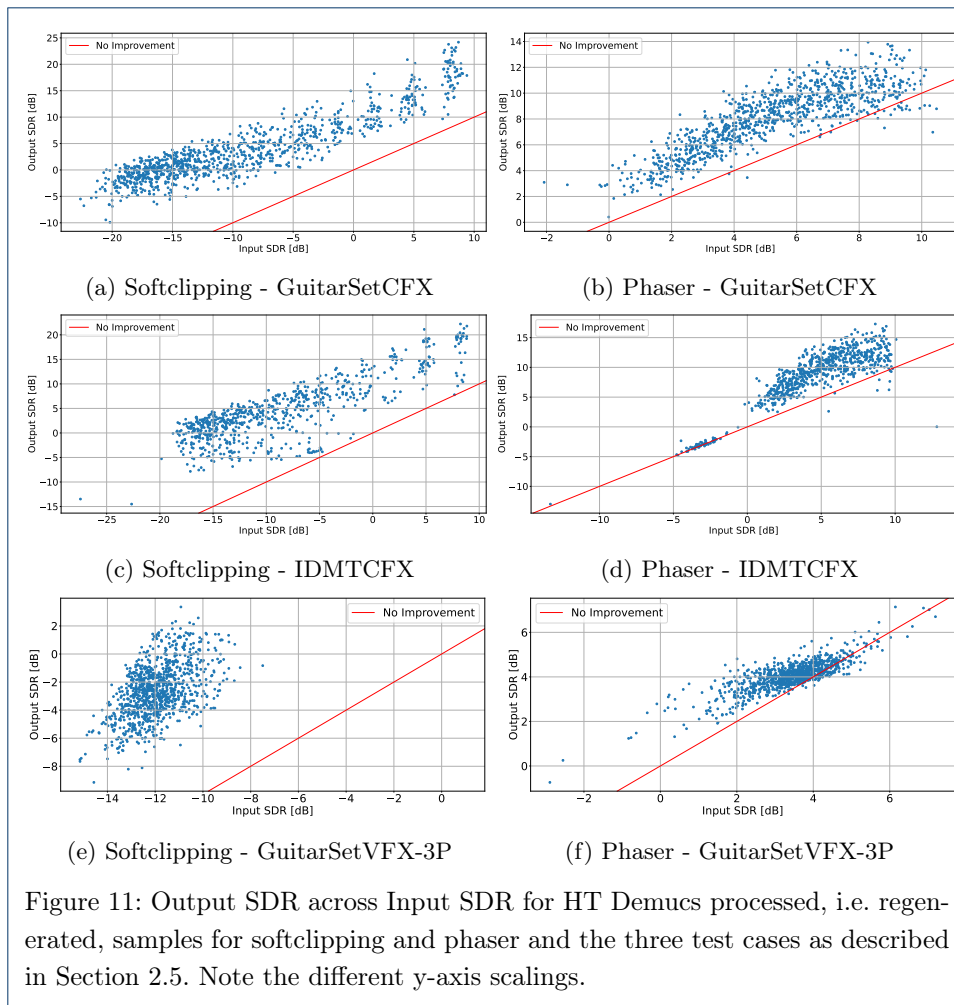 No Improvement
25
20
15
10
5
0
−5
−10
Output SDR [dB]
−20
−15
−10
−5
0
5
10
Input SDR [dB]
(a) Softclipping - GuitarSetCFX
No Improvement
14
12
10
8
6
4
2
0
Output SDR [dB]
−2
0
2
4
6
8
10
Input SDR [dB]
(b) Phaser - GuitarSetCFX
No Improvement
20
15
10
5
0
−5
−10
−15
Output SDR [dB]
−25
−20
−15
−10
−5
0
5
10
Input SDR [dB]
(c) Softclipping - IDMTCFX
No Improvement
15
10
5
0
−5
−10
Output SDR [dB]
−10
−5
0
5
10
Input SDR [dB]
(d) Phaser - IDMTCFX
No Improvement
2
0
−2
−4
−6
−8
Output SDR [dB]
−14
−12
−10
−8
−6
−4
−2
0
Input SDR [dB]
(e) Softclipping - GuitarSetVFX-3P
No Improvement
6
4
2
0
Output SDR [dB]
−2
0
2
4
6
Input SDR [dB]
(f) Phaser - GuitarSetVFX-3P
Figure 11: Output SDR across Input SDR for HT Demucs processed, i.e. regen-
erated, samples for softclipping and phaser and the three test cases as described
in Section 2.5. Note the different y-axis scalings.